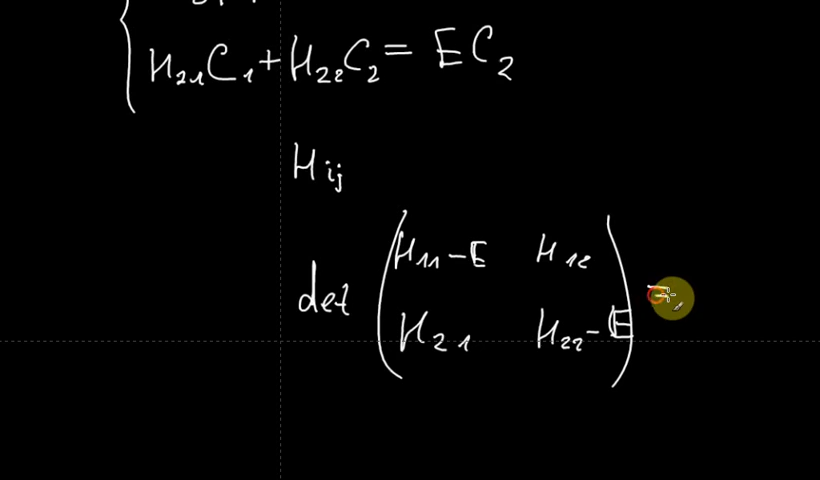 H₂₁C₁+H₂₂C₂= EC₂
Hᵢⱼ
det (H₁₁-E H₁₂
H₂₁ H₂₂-E) =